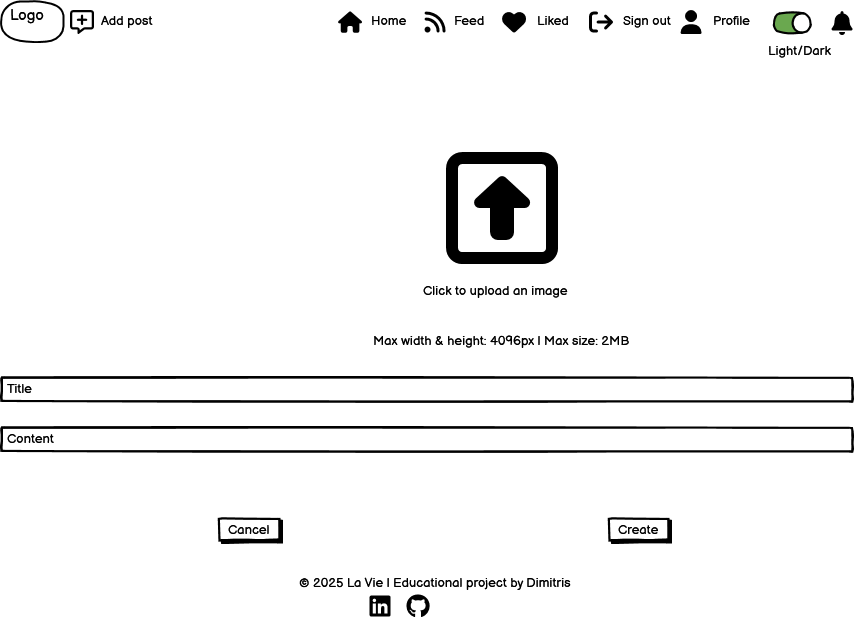 Logo
Add post
Home
Feed
Liked
Sign out
Profile
Light/Dark
Click to upload an image
Max width & height: 4096px | Max size: 2MB
Title
Content
Cancel
Create
© 2025 La Vie | Educational project by Dimitris
in